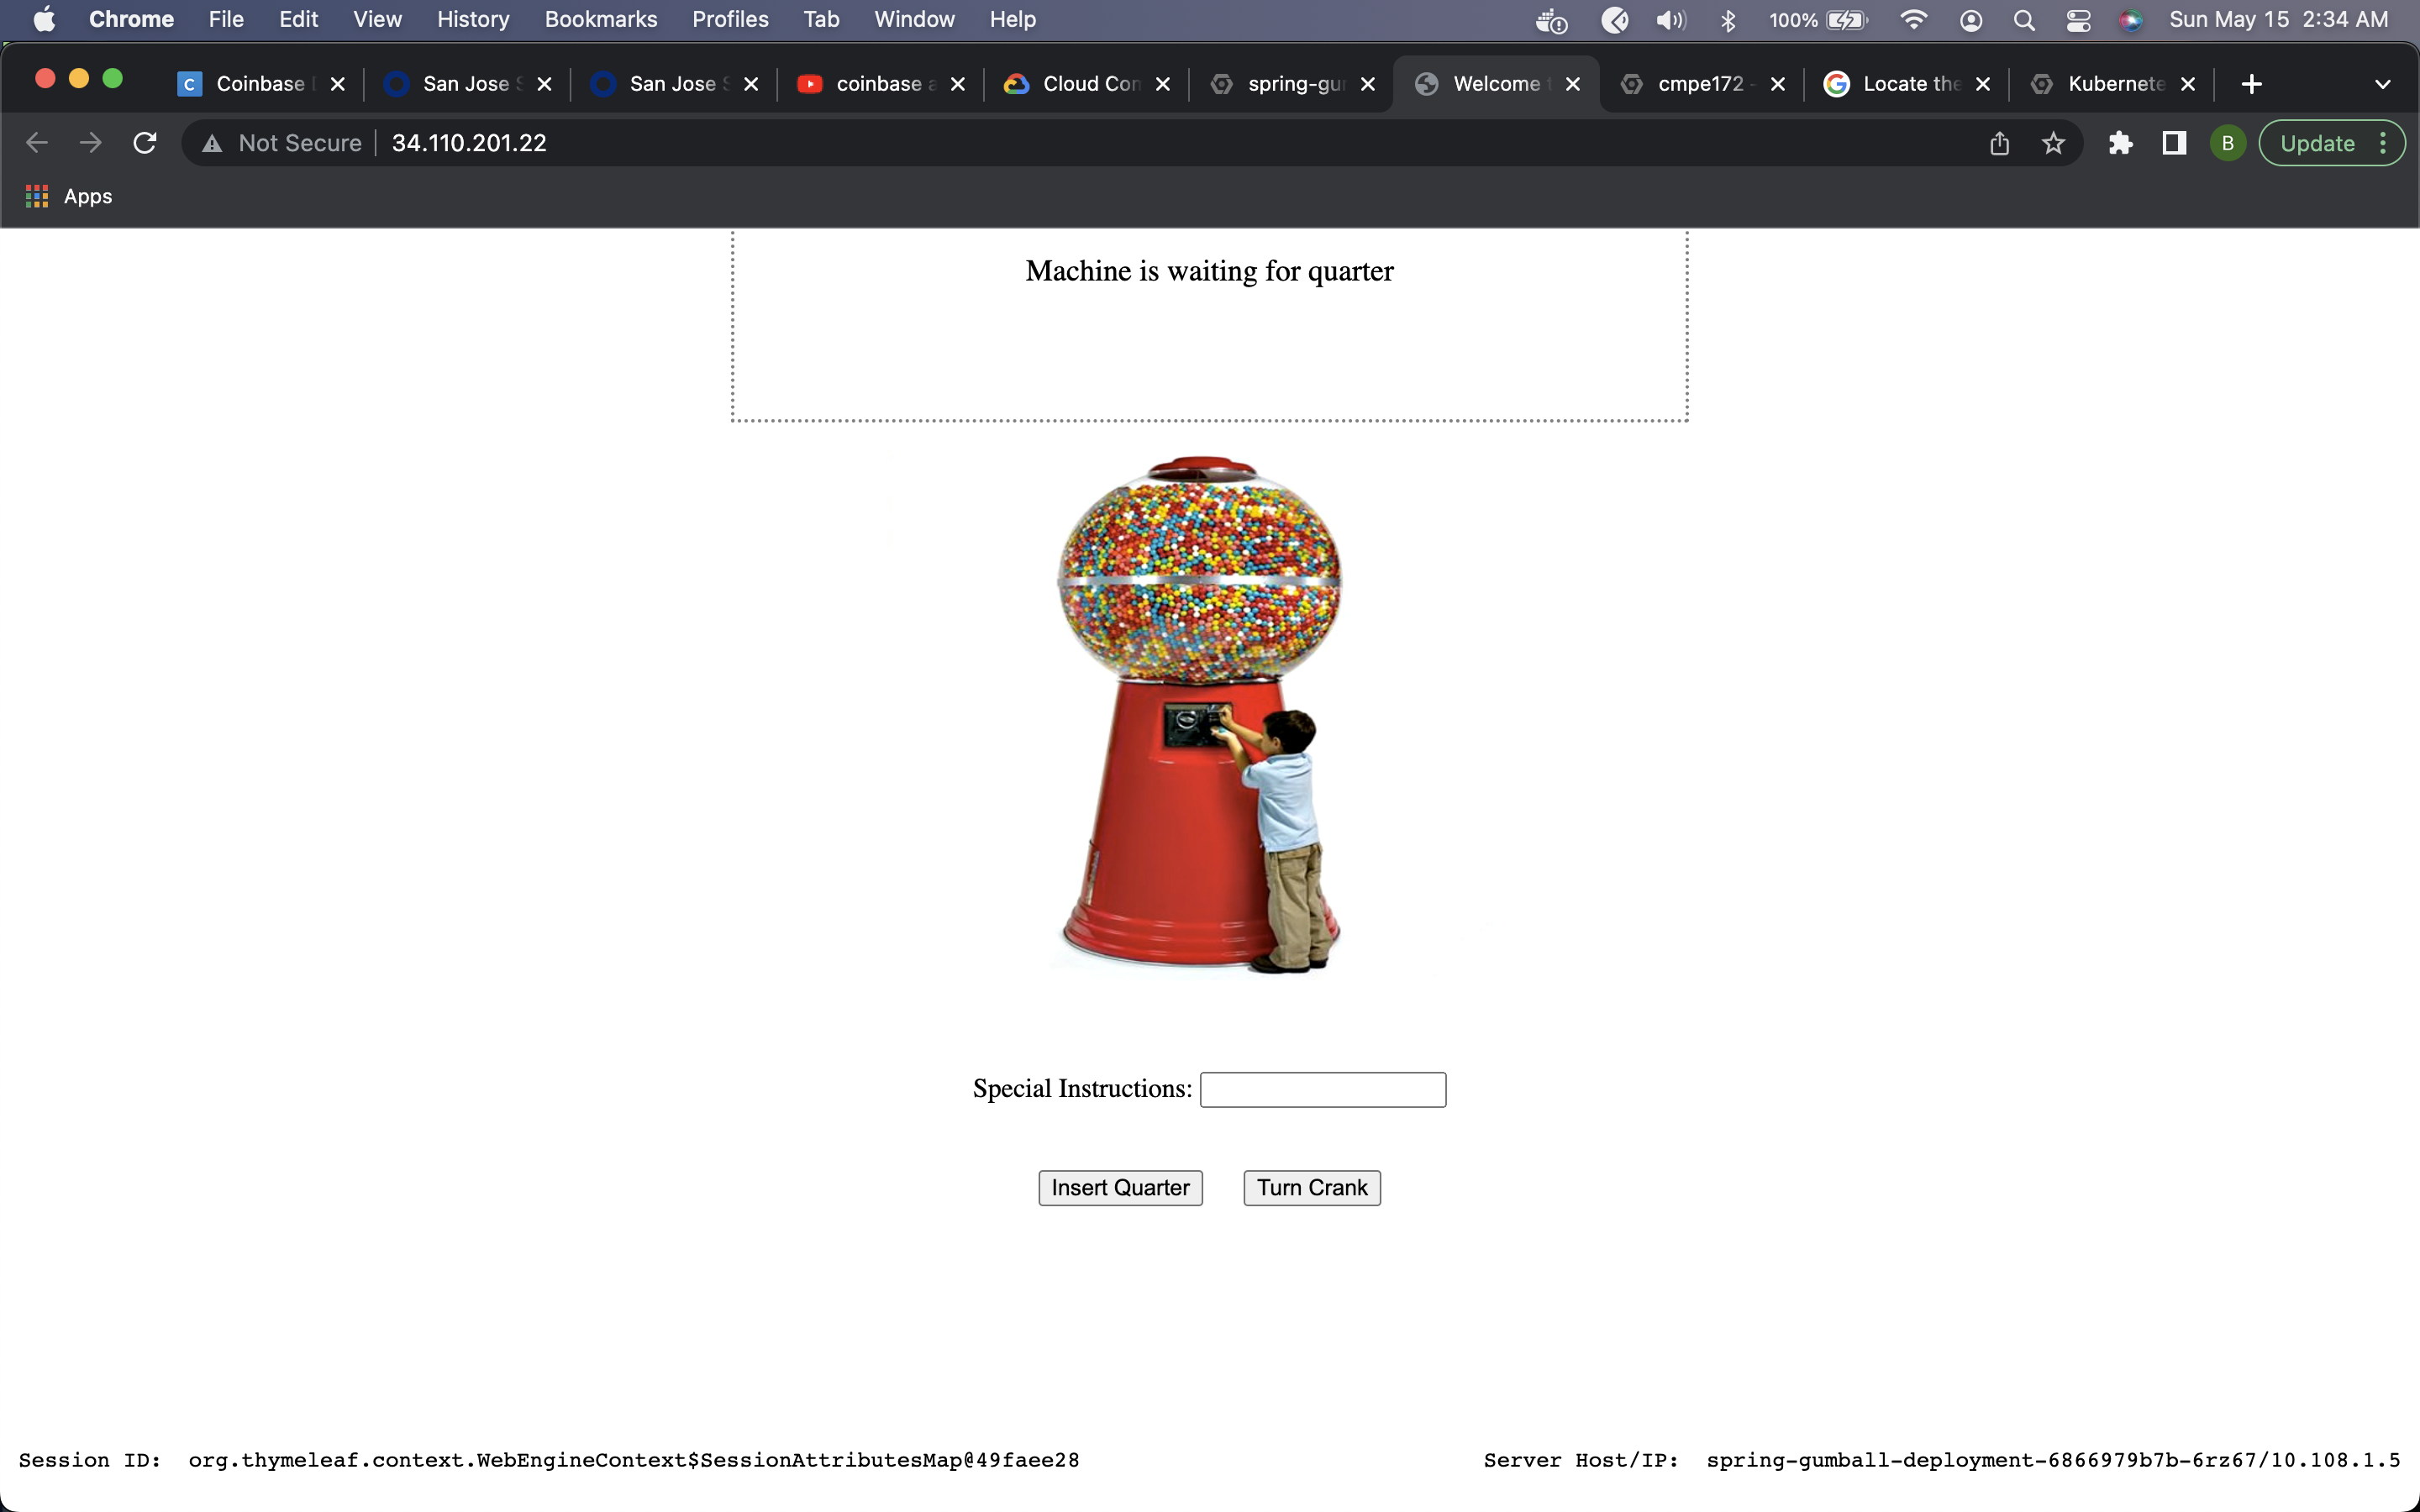 Chrome File Edit View History Bookmarks Profiles Tab Window Help 100% Sun May 15 2:34 AM
C Coinbase San Jose San Jose coinbase Cloud Con spring-gu Welcome cmpe172 - G Locate the Kubernete
Not Secure 34.110.201.22 B Update
Apps
Machine is waiting for quarter
Special Instructions:
Insert Quarter Turn Crank
Session ID: org.thymeleaf.context.WebEngineContext$SessionAttributesMap@49faee28 Server Host/IP: spring-gumball-deployment-6866979b7b-6rz67/10.108.1.5